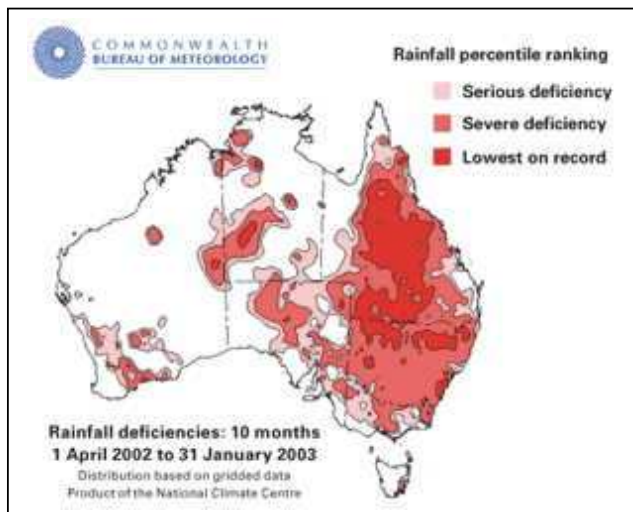 COMMONWEALTH
BUREAU OF METEOROLOGY
Rainfall percentile ranking
Serious deficiency
Severe deficiency
Lowest on record
Rainfall deficiencies: 10 months
1 April 2002 to 31 January 2003
Distribution based on gridded data
Product of the National Climate Centre